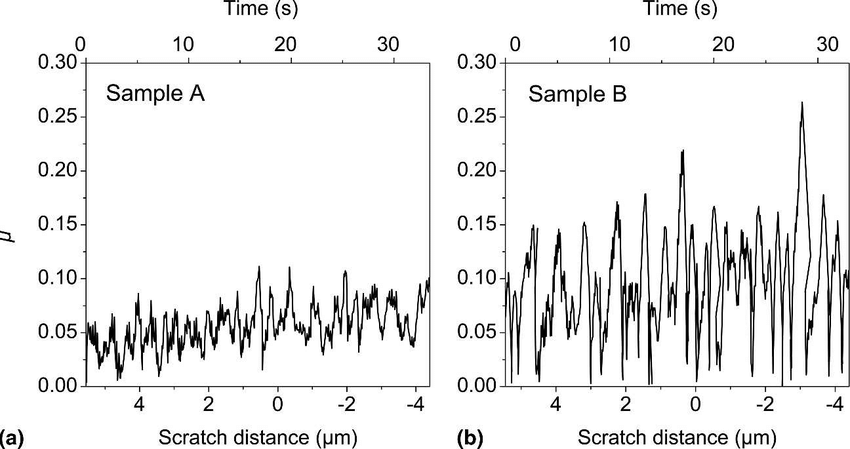 Time (s)
0 10 20 30
0.30
0.25
0.20
0.15
0.10
0.05
0.00
μ
Sample A
4 2 0 -2 -4
(a) Scratch distance (μm)
Time (s)
0 10 20 30
0.30
0.25
0.20
0.15
0.10
0.05
0.00
Sample B
4 2 0 -2 -4
(b) Scratch distance (μm)